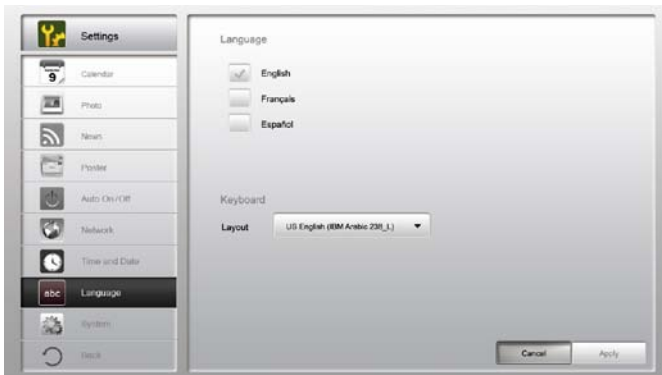 Settings
9
Calendar
Photo
News
Poster
Auto On/Off
Network
Time and Date
abc
Language
System
Back
Language
English
Français
Español
Keyboard
Layout US English (IBM Arabic 238_L)
Cancel Apply